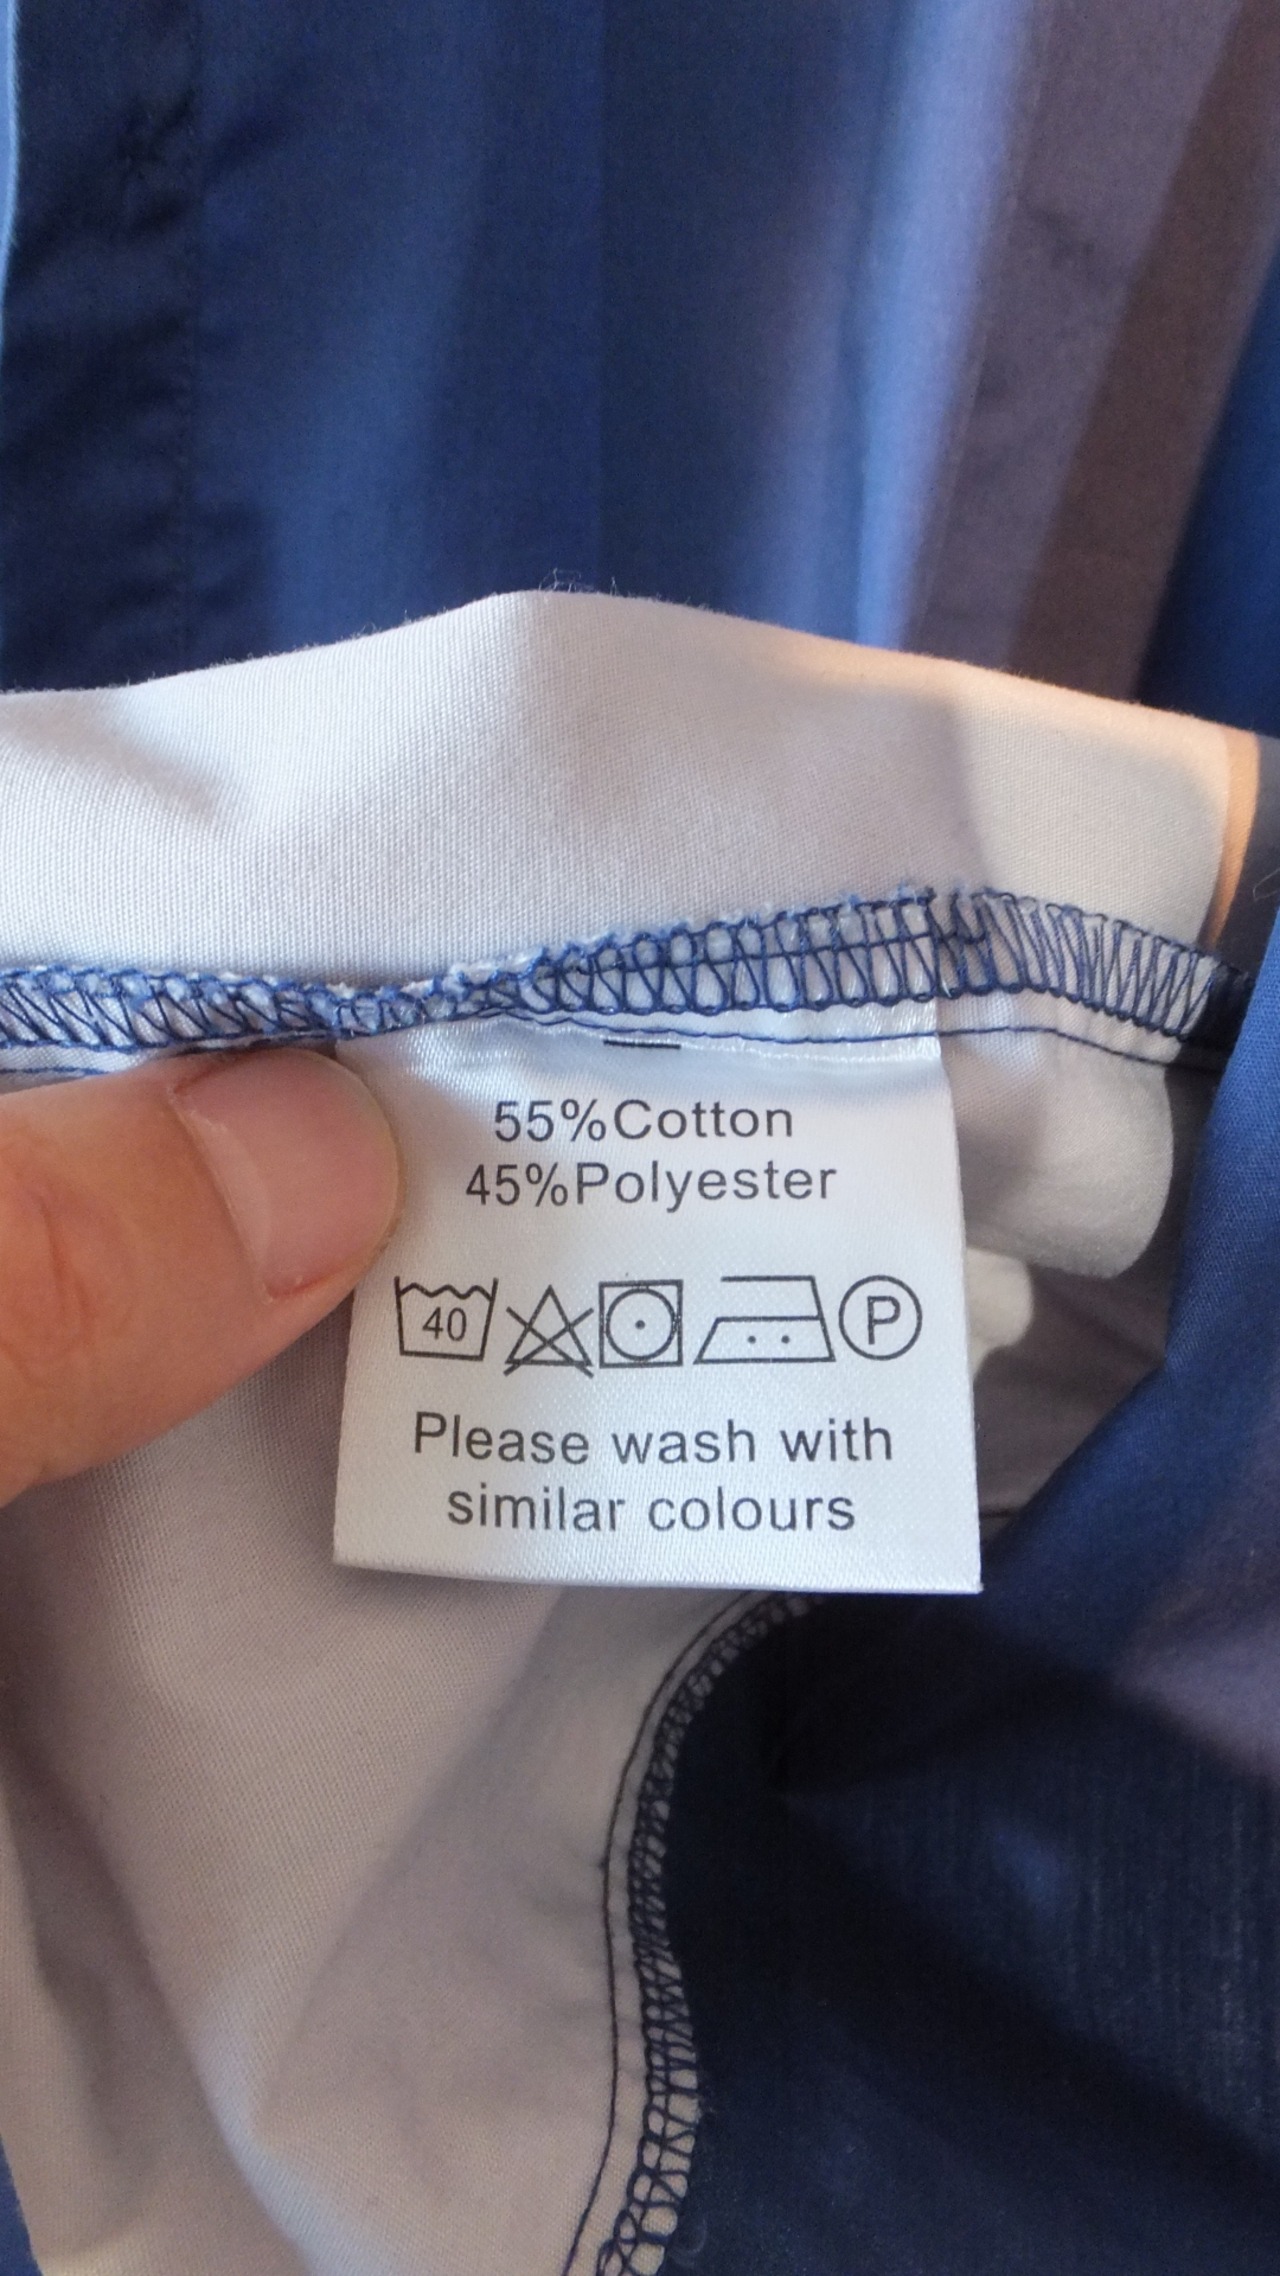 55%Cotton
45%Polyester
40 P
Please wash with
similar colours